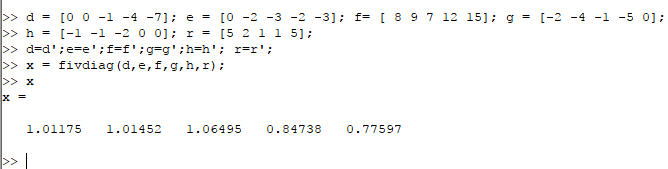 >> d = [0 0 -1 -4 -7]; e = [0 -2 -3 -2 -3]; f= [ 8 9 7 12 15]; g = [-2 -4 -1 -5 0];
>> h = [-1 -1 -2 0 0]; r = [5 2 1 1 5];
>> d=d';e=e';f=f';g=g';h=h'; r=r';
>> x = fivdiag(d,e,f,g,h,r);
>> x
x =
1.01175 1.01452 1.06495 0.84738 0.77597
>>